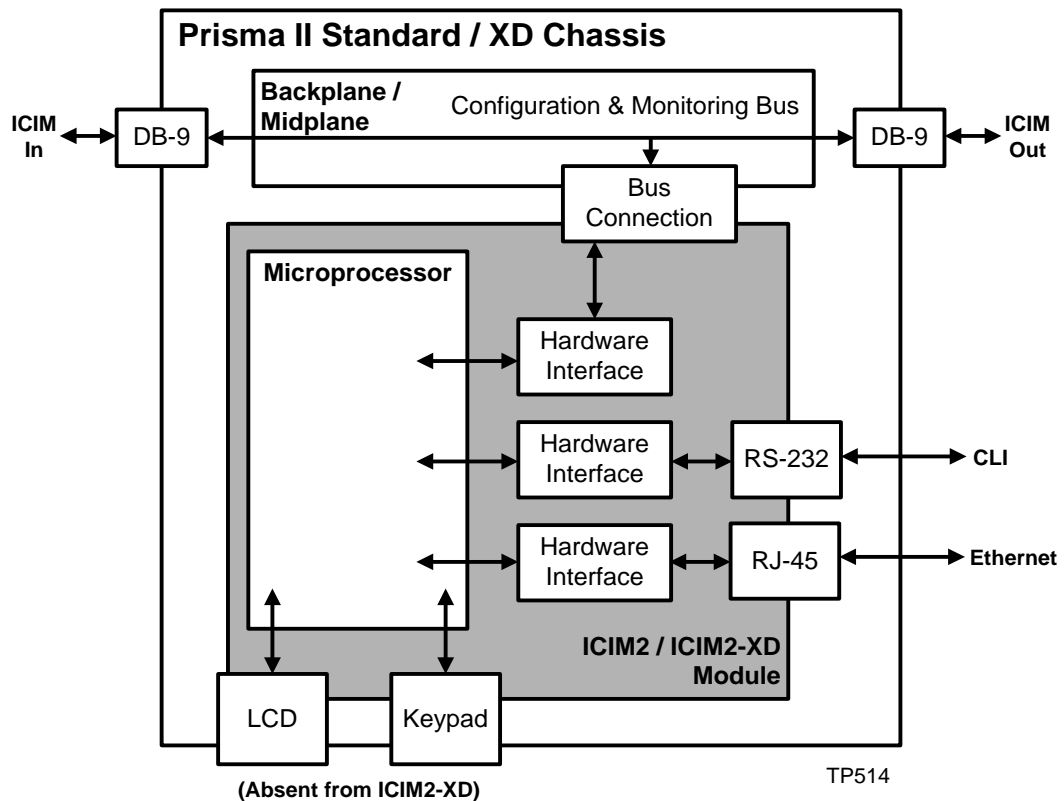 Prisma II Standard / XD Chassis
Backplane /
Midplane
Configuration & Monitoring Bus
ICIM
In
DB-9
DB-9
ICIM
Out
Bus
Connection
Microprocessor
Hardware
Interface
Hardware
Interface
RS-232
CLI
Hardware
Interface
RJ-45
Ethernet
ICIM2 / ICIM2-XD
Module
LCD
Keypad
(Absent from ICIM2-XD)
TP514